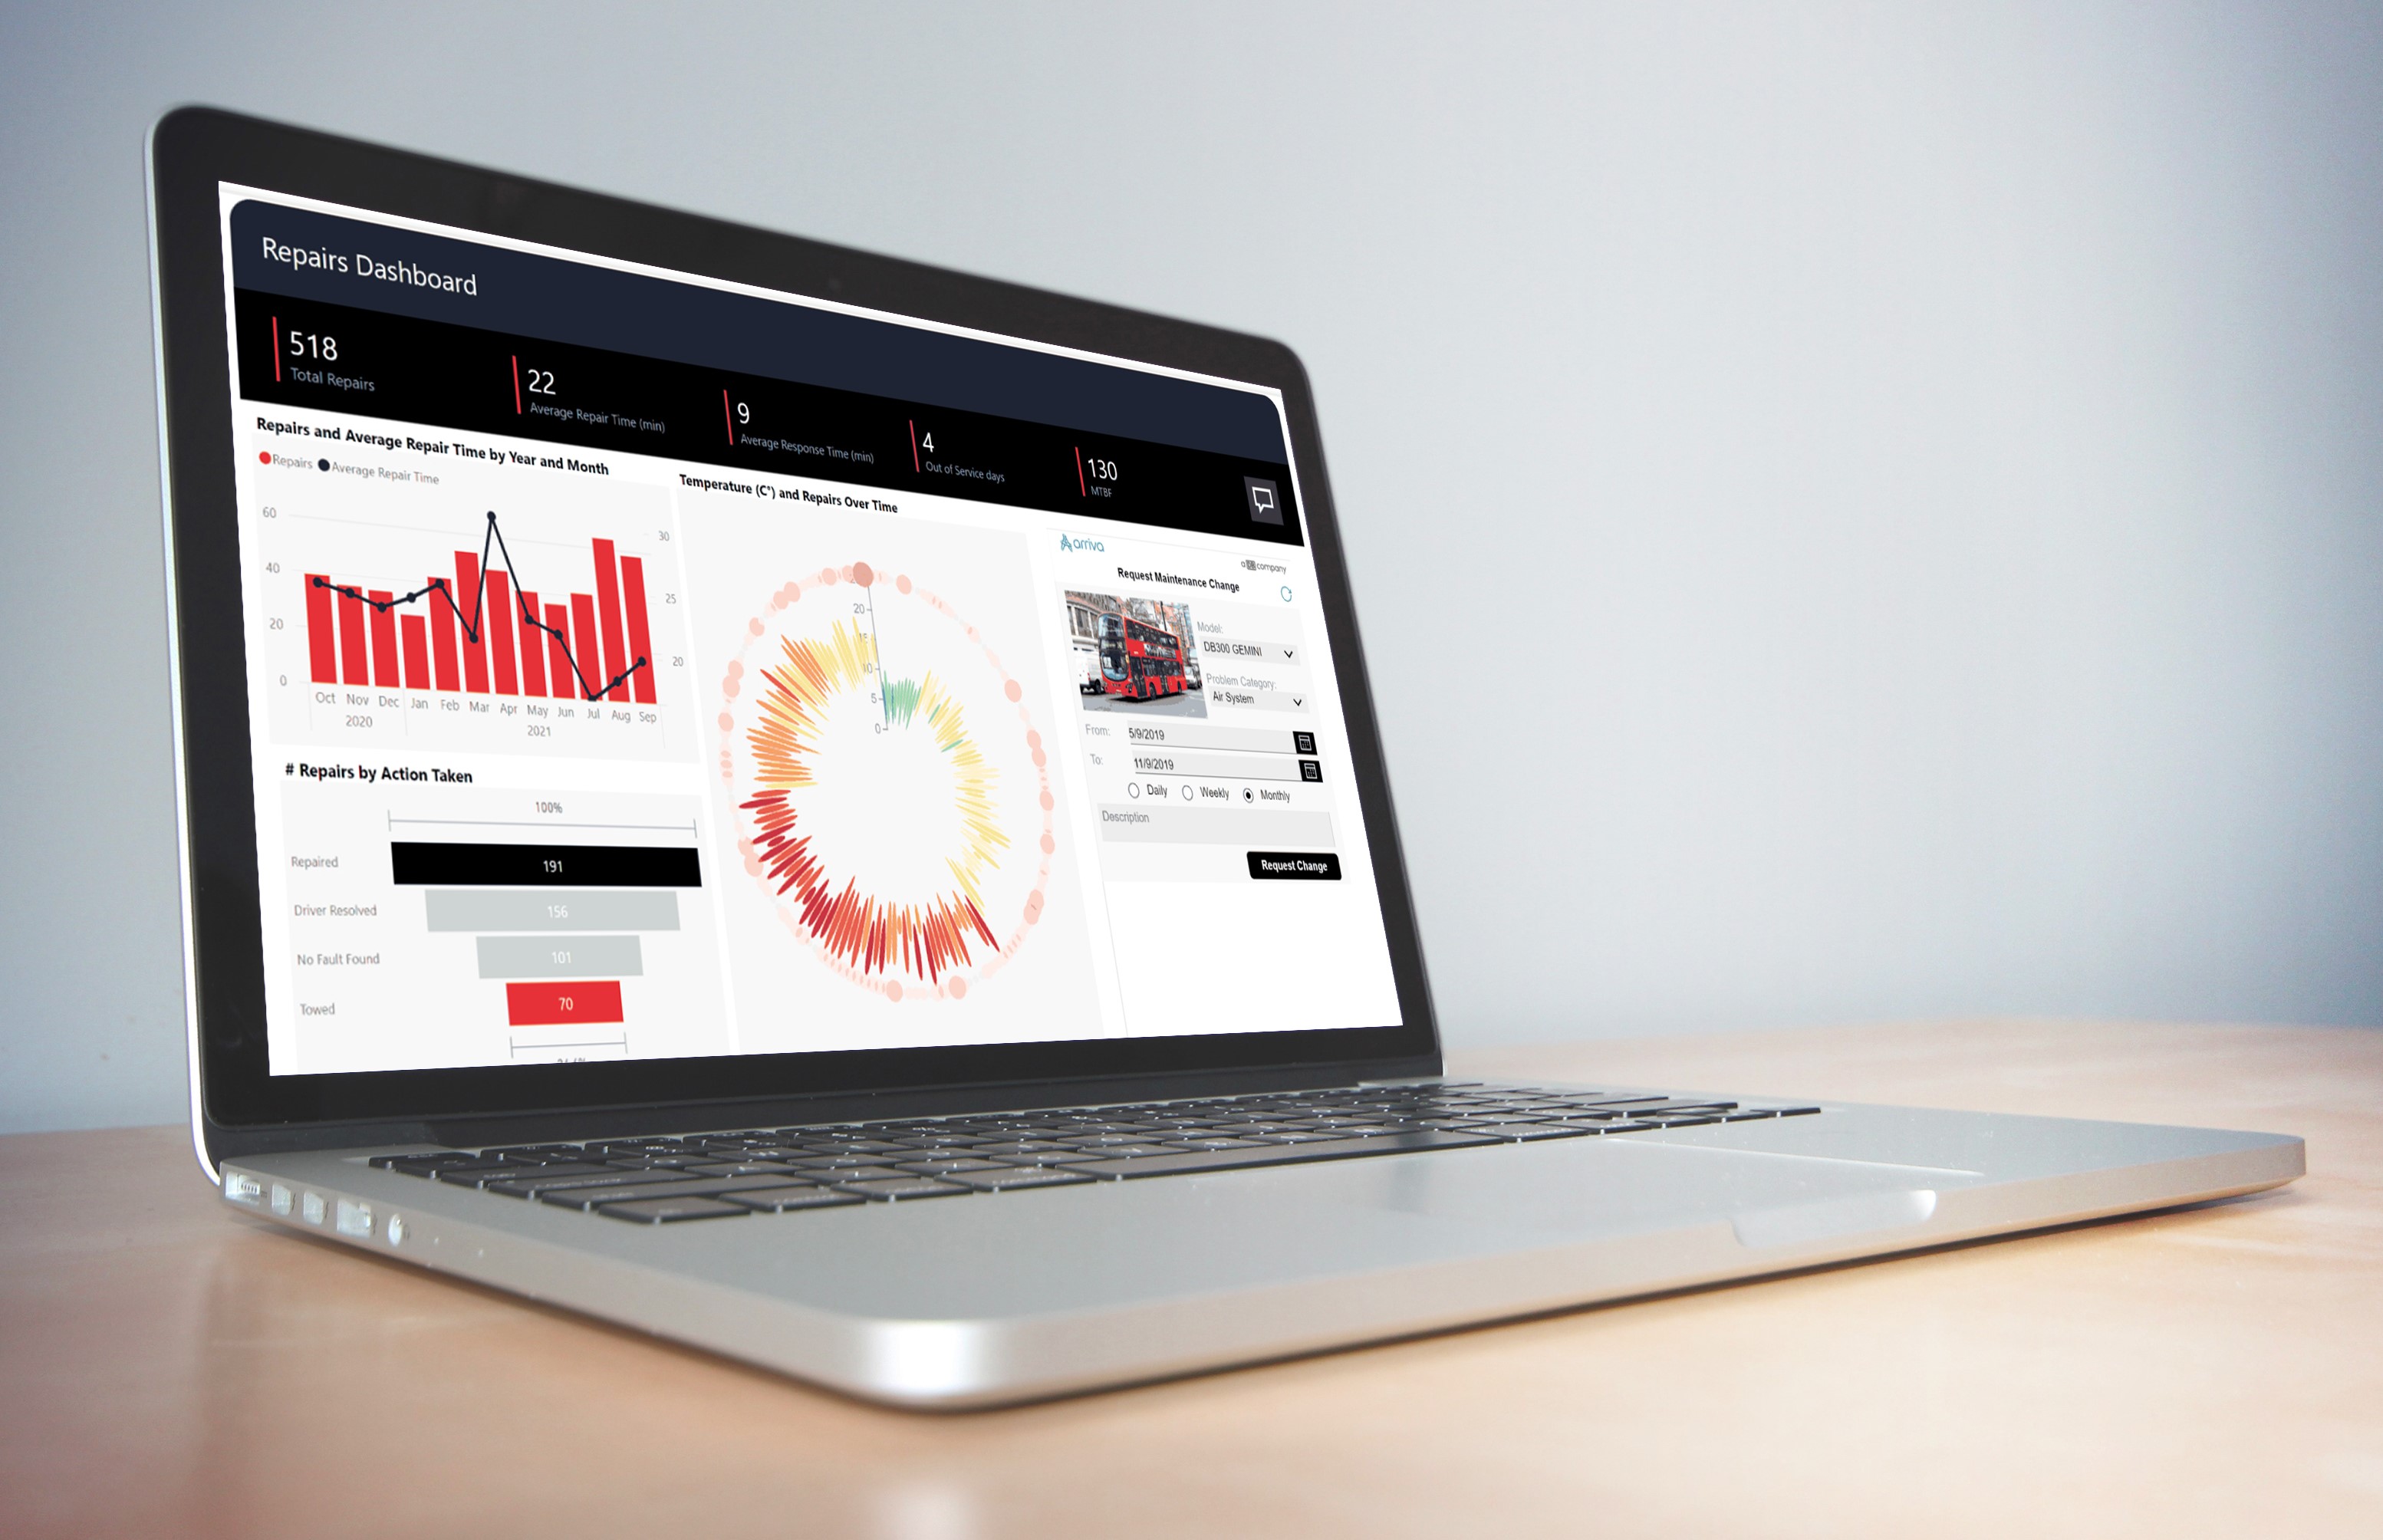 Repairs Dashboard
518
Total Repairs
22
Average Repair Time (min)
9
Average Response Time (min)
4
Out of Service days
130
MTBF
Repairs and Average Repair Time by Year and Month
Repairs Average Repair Time
60
40
20
0
30
25
20
Oct Nov Dec Jan Feb Mar Apr May Jun Jul Aug Sep
2020 2021
# Repairs by Action Taken
100%
Repaired 191
Driver Resolved 156
No Fault Found 101
Towed 70
Temperature (C°) and Repairs Over Time
20
15
10
5
0
arriva
a DB company
Request Maintenance Change
Model:
DB300 GEMINI
Problem Category:
Air System
From: 5/9/2019
To: 11/9/2019
Daily Weekly Monthly
Description
Request Change